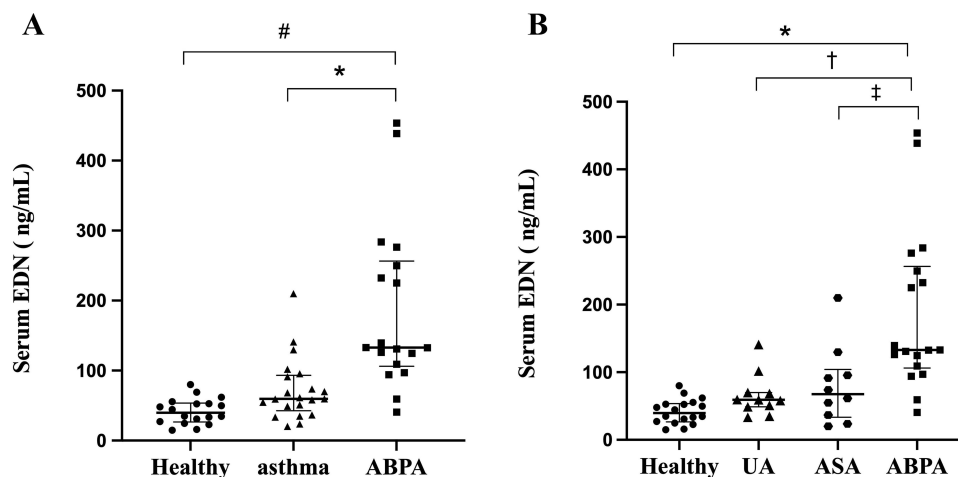 A
#
*
Serum EDN ( ng/mL)
500
400
300
200
100
0
Healthy asthma ABPA
B
*
†
‡
Serum EDN ( ng/mL)
500
400
300
200
100
0
Healthy UA ASA ABPA